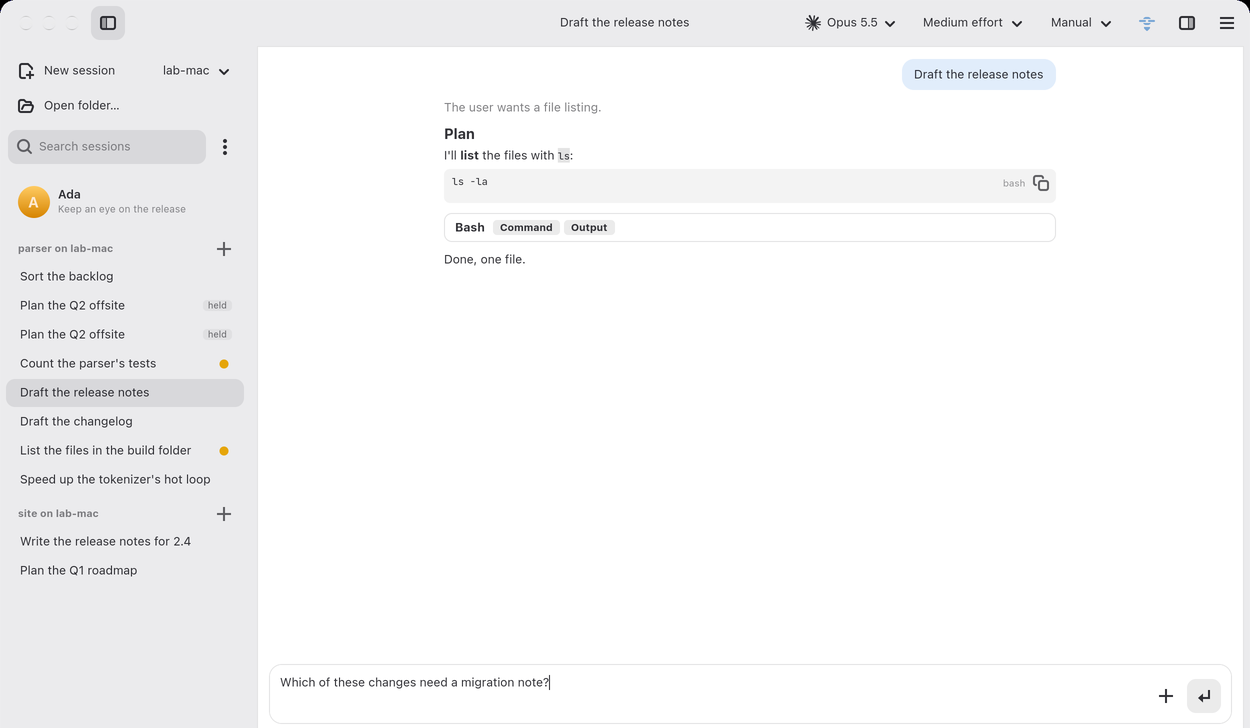 Draft the release notes
Opus 5.5
Medium effort
Manual
New session
lab-mac
Open folder...
Search sessions
A
Ada
Keep an eye on the release
parser on lab-mac
Sort the backlog
Plan the Q2 offsite
held
Plan the Q2 offsite
held
Count the parser's tests
Draft the release notes
Draft the changelog
List the files in the build folder
Speed up the tokenizer's hot loop
site on lab-mac
Write the release notes for 2.4
Plan the Q1 roadmap
Draft the release notes
The user wants a file listing.
Plan
I'll list the files with ls:
ls -la
bash
Bash Command Output
Done, one file.
Which of these changes need a migration note?